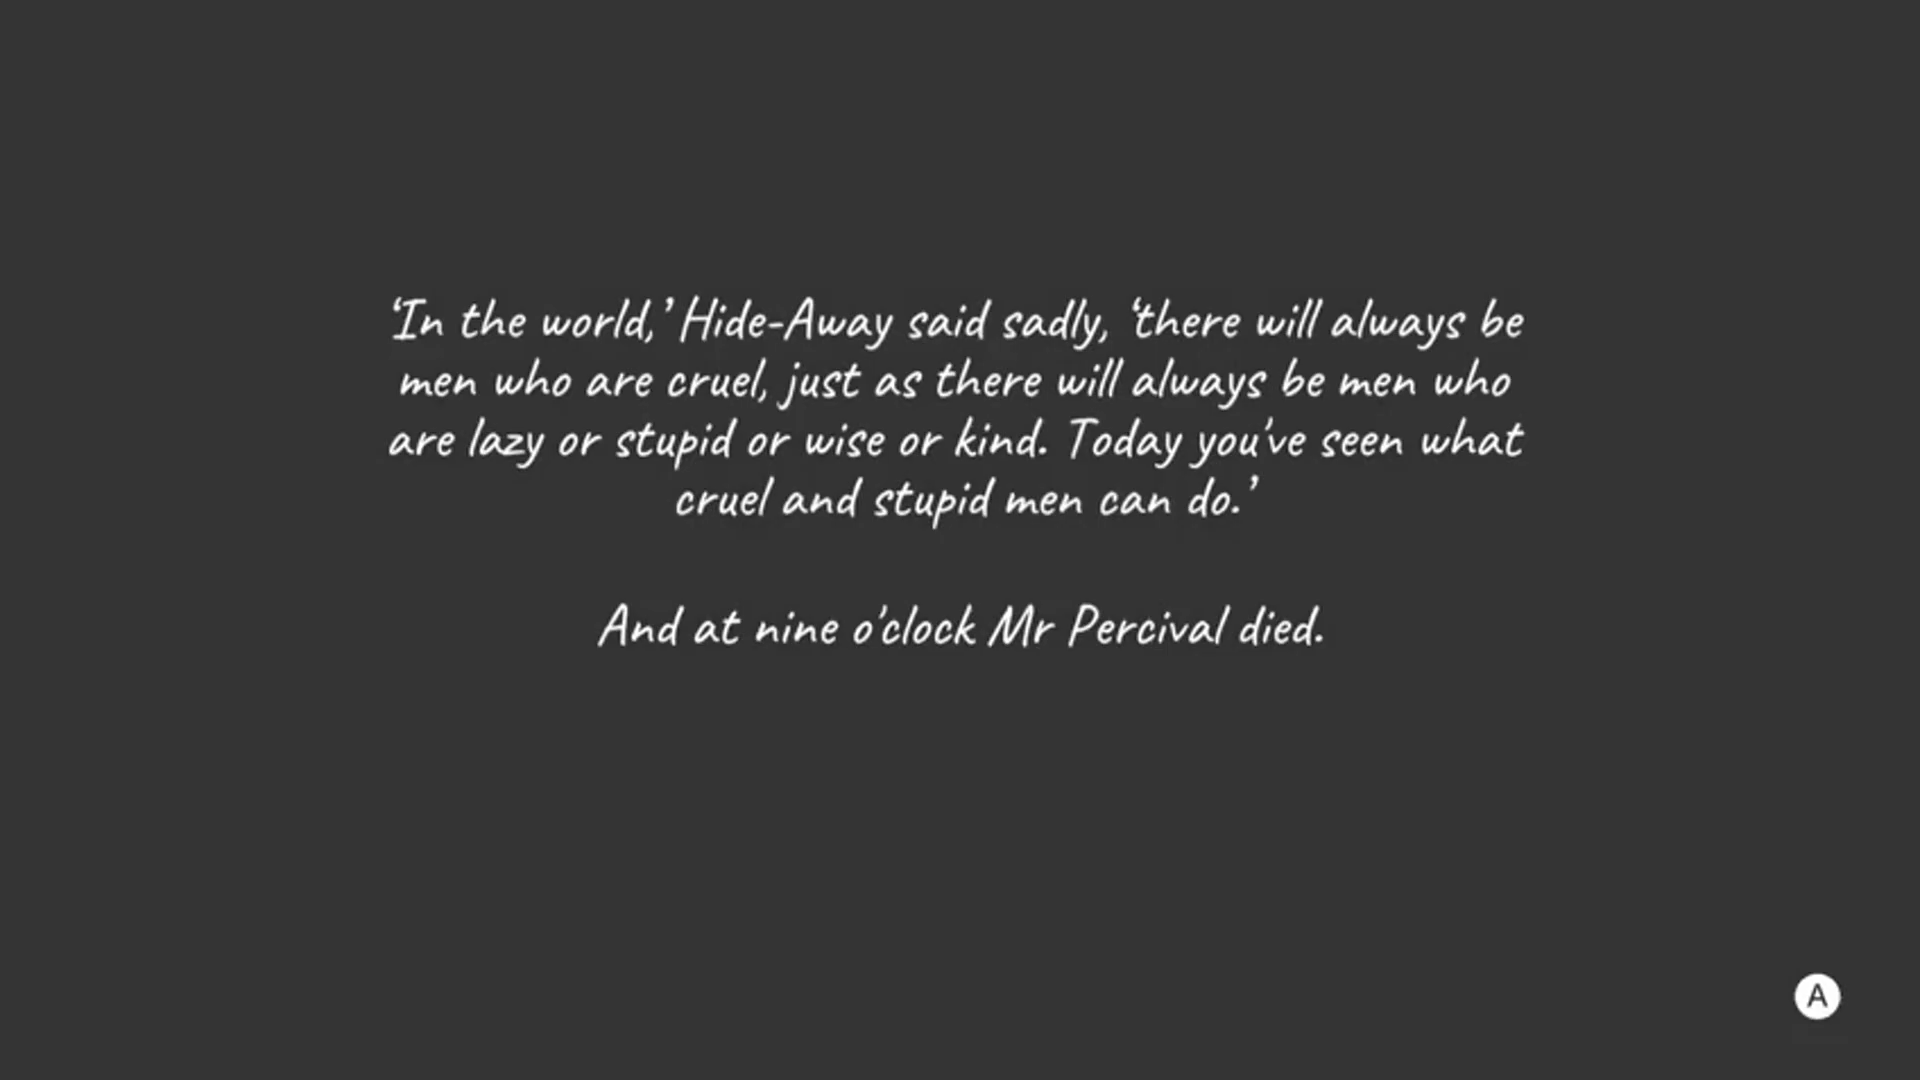 ‘In the world,’ Hide-Away said sadly, ‘there will always be
men who are cruel, just as there will always be men who
are lazy or stupid or wise or kind. Today you've seen what
cruel and stupid men can do.’
And at nine o'clock Mr Percival died.
A